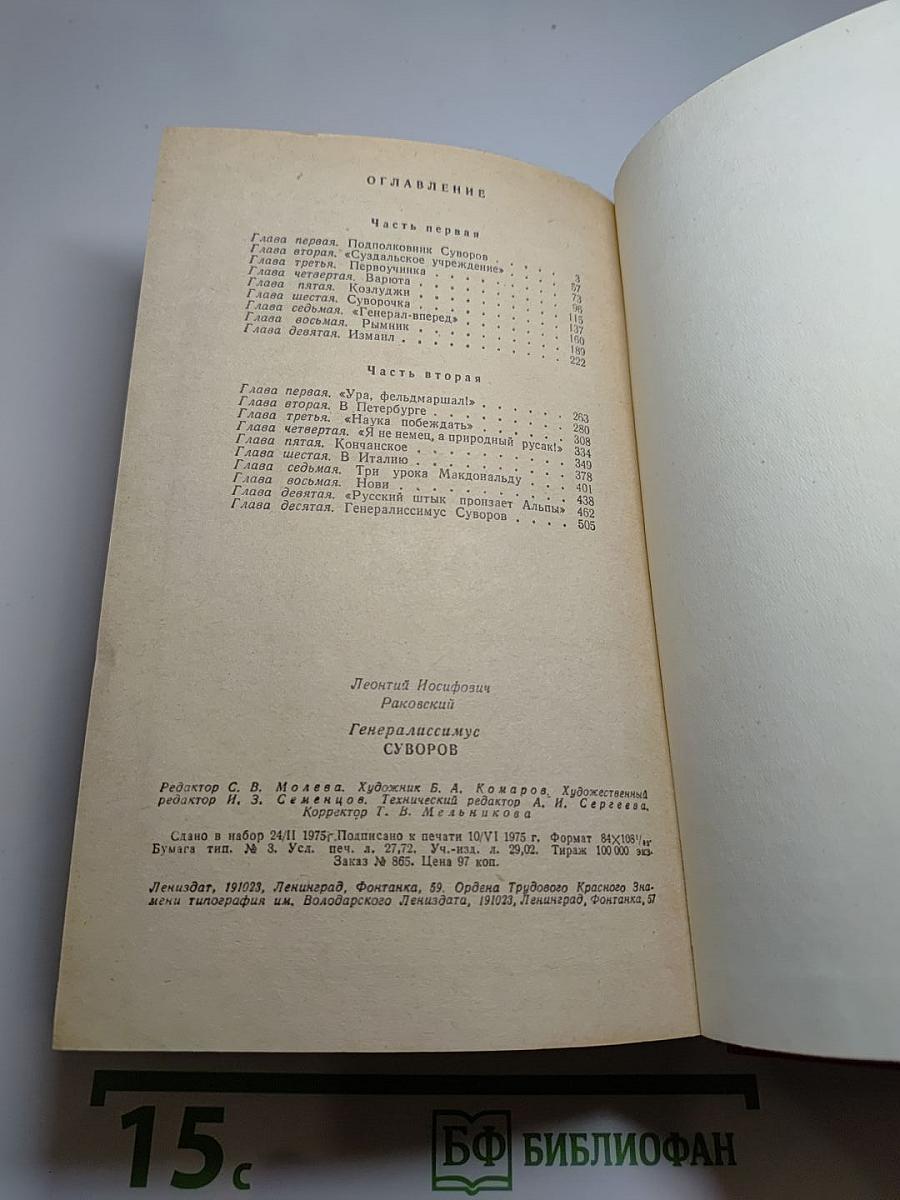 ОГЛАВЛЕНИЕ
Часть первая
Глава первая. Подполковник Суворов . . . . 3
Глава вторая. «Суздальское учреждение» . . . 57
Глава третья. Первоучинка . . . . . . . 73
Глава четвертая. Варюта . . . . . . . . 96
Глава пятая. Козлуджи . . . . . . . . 115
Глава шестая. Суворочка . . . . . . . . 137
Глава седьмая. «Генерал-вперед» . . . . . . 160
Глава восьмая. Рымник . . . . . . . . 189
Глава девятая. Измаил . . . . . . . . . 222
Часть вторая
Глава первая. «Ура, фельдмаршал!» . . . . . 263
Глава вторая. В Петербурге . . . . . . . 280
Глава третья. «Наука побеждать» . . . . . 308
Глава четвертая. «Я не немец, а природный русак!» 334
Глава пятая. Кончанское . . . . . . . . 349
Глава шестая. В Италию . . . . . . . . 378
Глава седьмая. Три урока Макдональду . . . 401
Глава восьмая. Нови . . . . . . . . . 438
Глава девятая. «Русский штык пронзает Альпы» 462
Глава десятая. Генералиссимус Суворов . . . . 505
Леонтий Иосифович
Раковский
Генералиссимус
СУВОРОВ
Редактор С. В. Молева. Художник Б. А. Комаров. Художественный
редактор И. З. Семенцов. Технический редактор А. И. Сергеева.
Корректор Т. В. Мельникова
Сдано в набор 24/II 1975г. Подписано к печати 10/VI 1975 г. Формат 84×108¹/₃₂.
Бумага тип. № 3. Усл. печ. л. 27,72. Уч.-изд. л. 29,02. Тираж 100 000 экз.
Заказ № 865. Цена 97 коп.
Лениздат, 191023, Ленинград, Фонтанка, 59. Ордена Трудового Красного Зна-
мени типография им. Володарского Лениздата, 191023, Ленинград, Фонтанка, 57
15 с
БФ БИБЛИОФАН